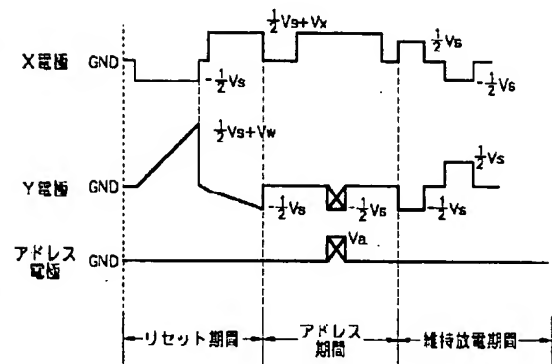 ½Vs+Vx
X電極 GND
½Vs
-½Vs
-½Vs
½Vs+Vw
Y電極 GND
½Vs
-½Vs
-½Vs
-½Vs
アドレス
電極
GND
Va
リセット期間
アドレス
期間
維持放電期間